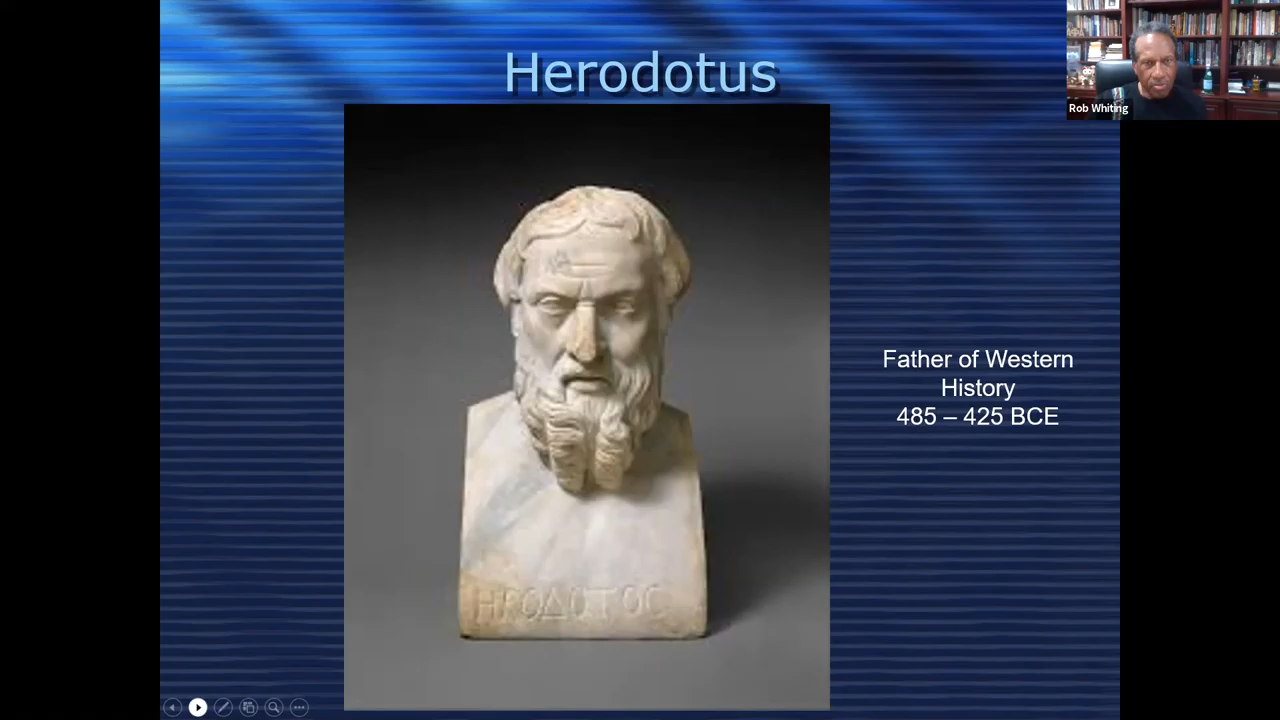 Herodotus
Rob Whiting
Father of Western
History
485 – 425 BCE
ΗΡΟΔΟΤΟC